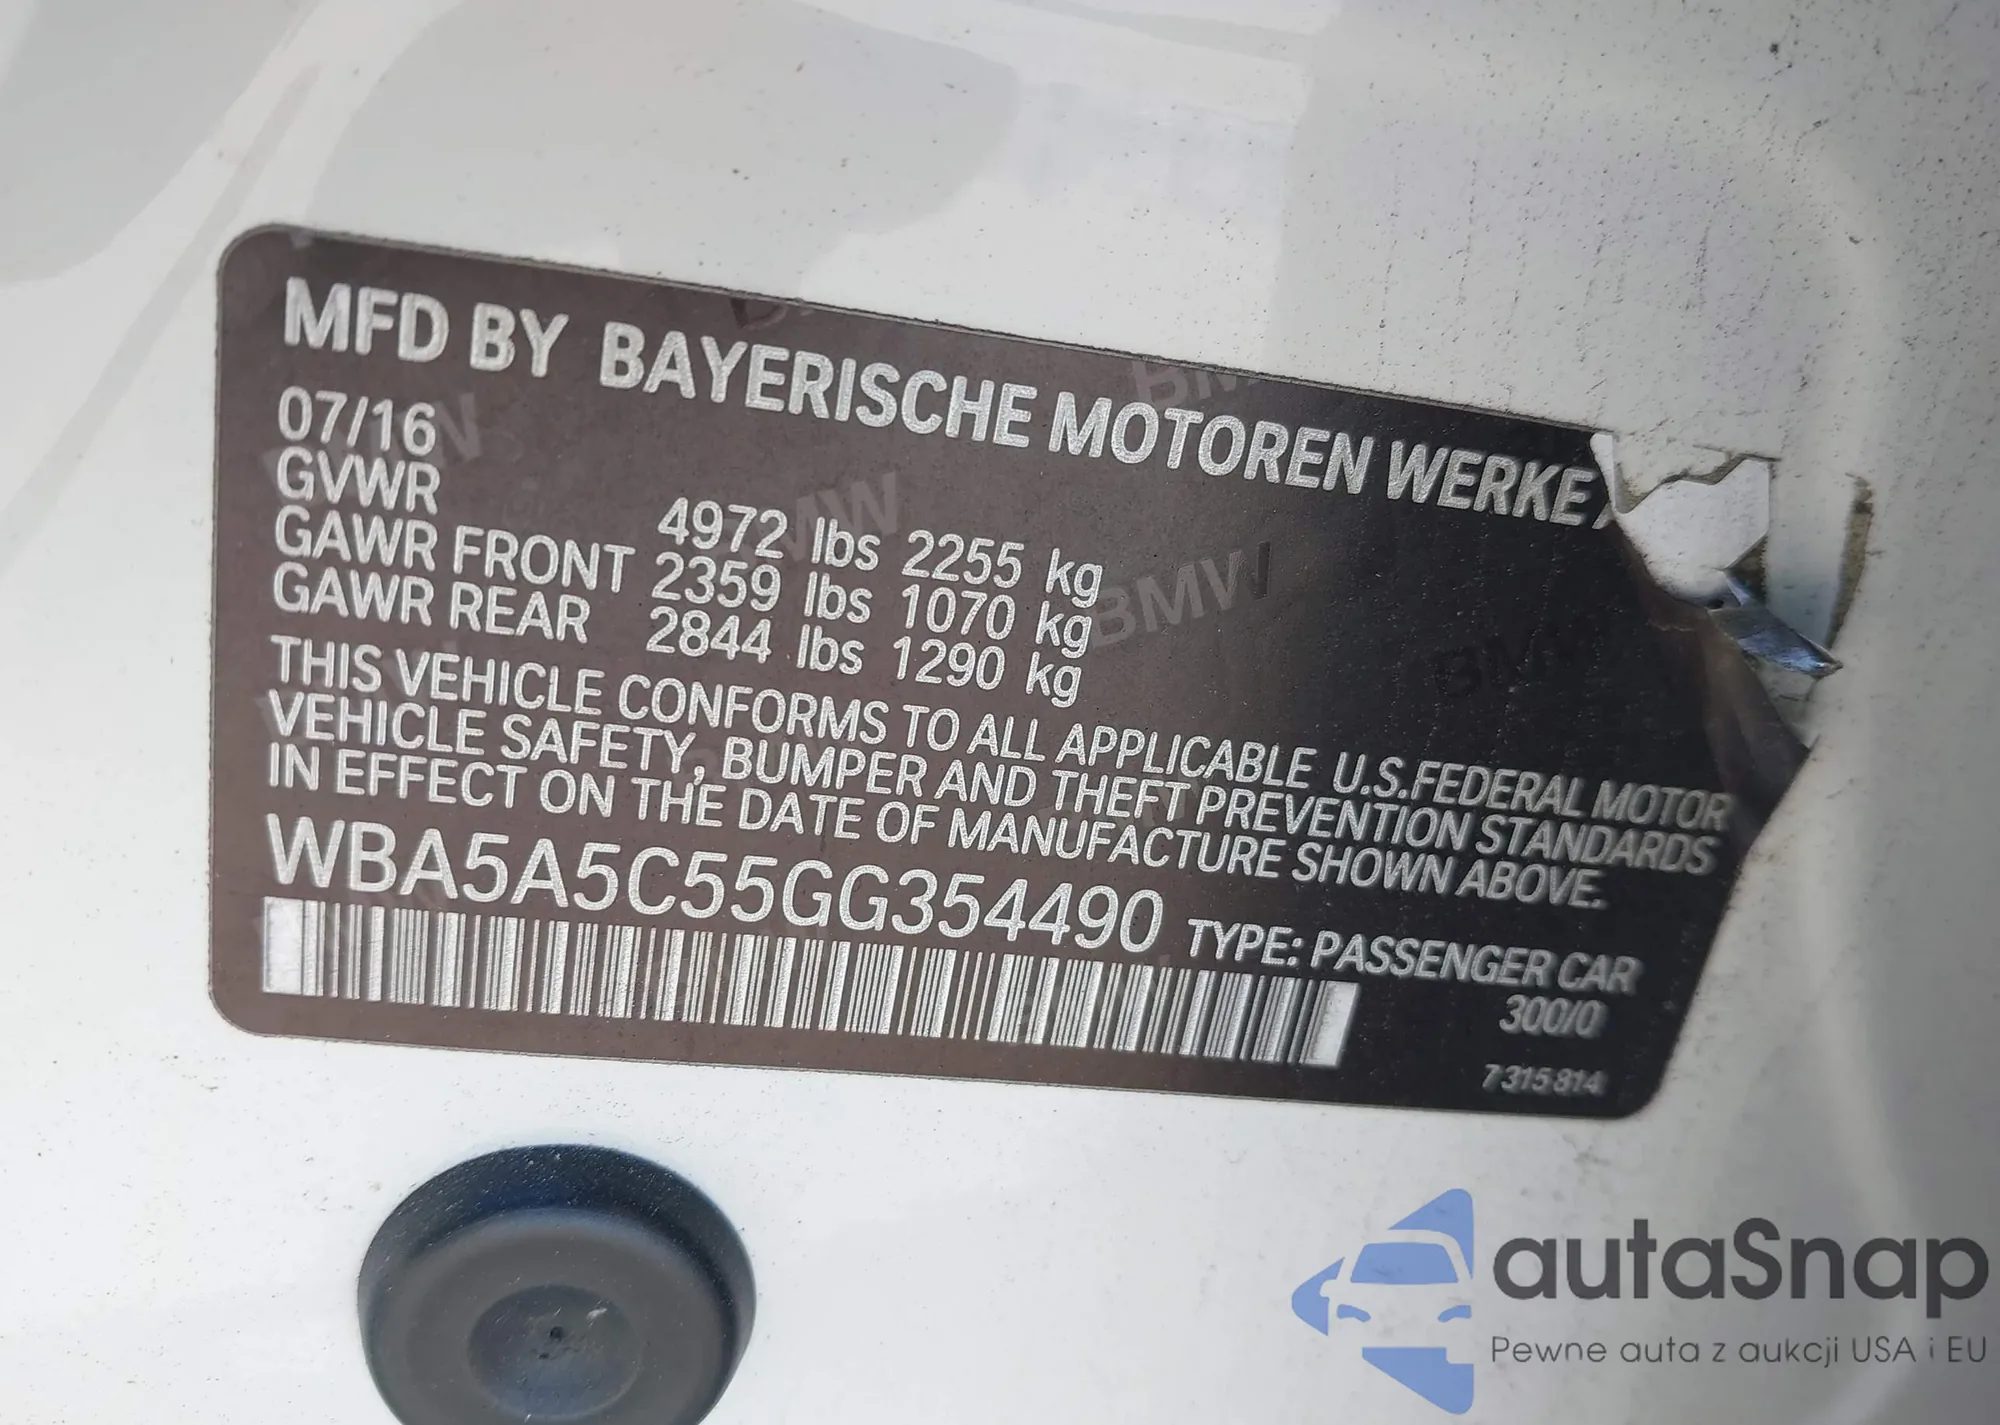 MFD BY BAYERISCHE MOTOREN WERKE
07/16
GVWR 4972 lbs 2255 kg
GAWR FRONT 2359 lbs 1070 kg
GAWR REAR 2844 lbs 1290 kg
THIS VEHICLE CONFORMS TO ALL APPLICABLE U.S.FEDERAL MOTOR
VEHICLE SAFETY, BUMPER AND THEFT PREVENTION STANDARDS
IN EFFECT ON THE DATE OF MANUFACTURE SHOWN ABOVE.
WBA5A5C55GG354490 TYPE: PASSENGER CAR
300/0
7315814
autaSnap
Pewne auta z aukcji USA i EU